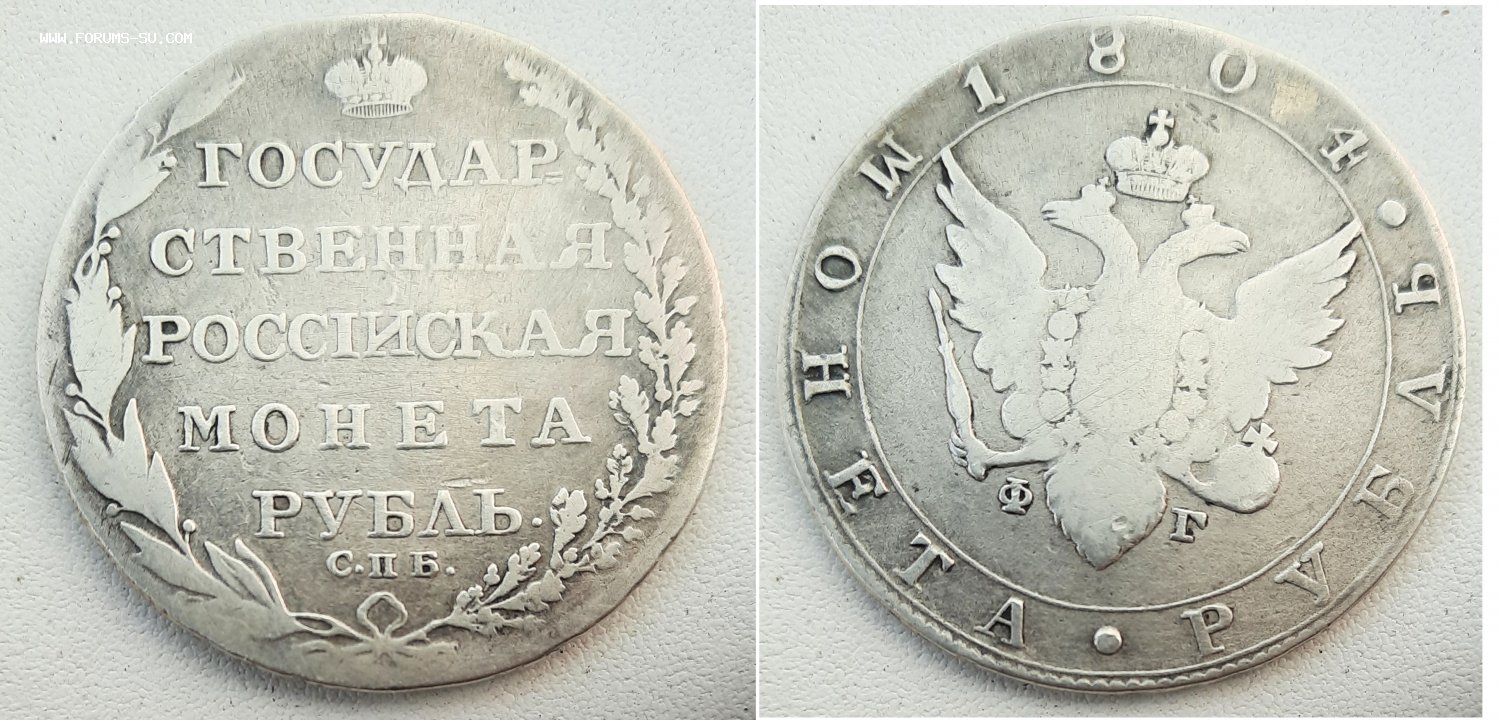 WWW.FORUMS-SU.COM
ГОСУДАР
СТВЕННАЯ
РОССІЙСКАЯ
МОНЕТА
РУБЛЬ.
С.П Б.
МОНЕТА • РУБЛЬ • 1804
Ф Г